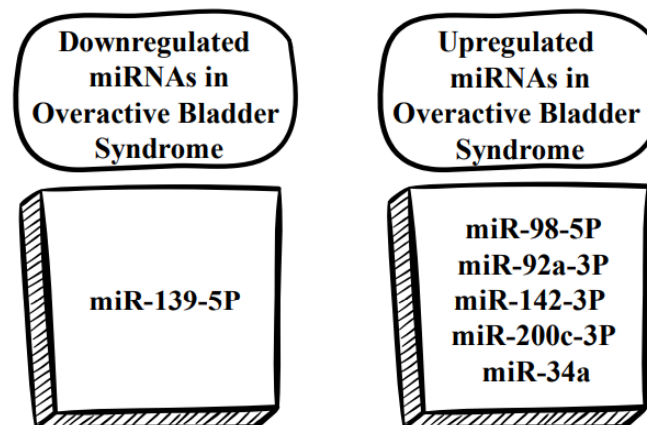 Downregulated
miRNAs in
Overactive Bladder
Syndrome
miR-139-5P
Upregulated
miRNAs in
Overactive Bladder
Syndrome
miR-98-5P
miR-92a-3P
miR-142-3P
miR-200c-3P
miR-34a